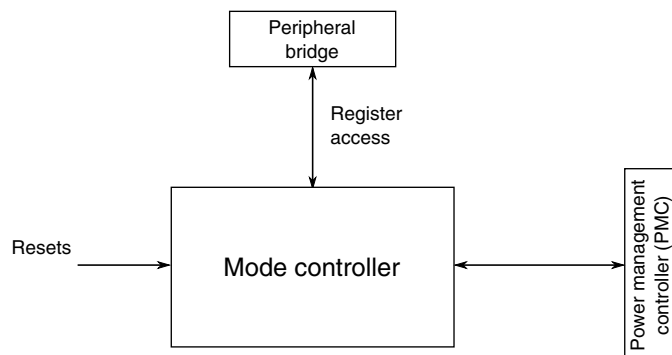 Peripheral
bridge
Register
access
Resets
Mode controller
Power management
controller (PMC)